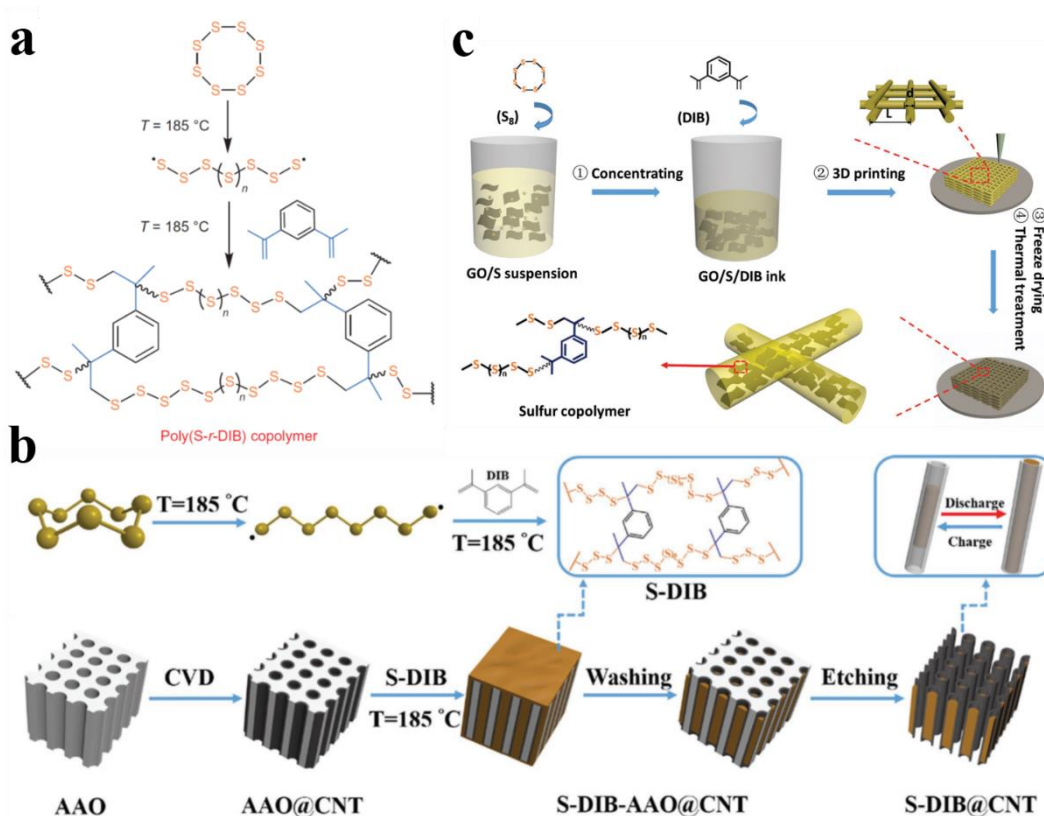 a
T = 185 °C
T = 185 °C
Poly(S-r-DIB) copolymer
c
(S8)
(DIB)
① Concentrating
② 3D printing
d
L
GO/S suspension
GO/S/DIB ink
③ Freeze drying
④ Thermal treatment
Sulfur copolymer
b
T=185 °C
DIB
T=185 °C
S-DIB
Discharge
Charge
CVD
S-DIB
T=185 °C
Washing
Etching
AAO
AAO@CNT
S-DIB-AAO@CNT
S-DIB@CNT